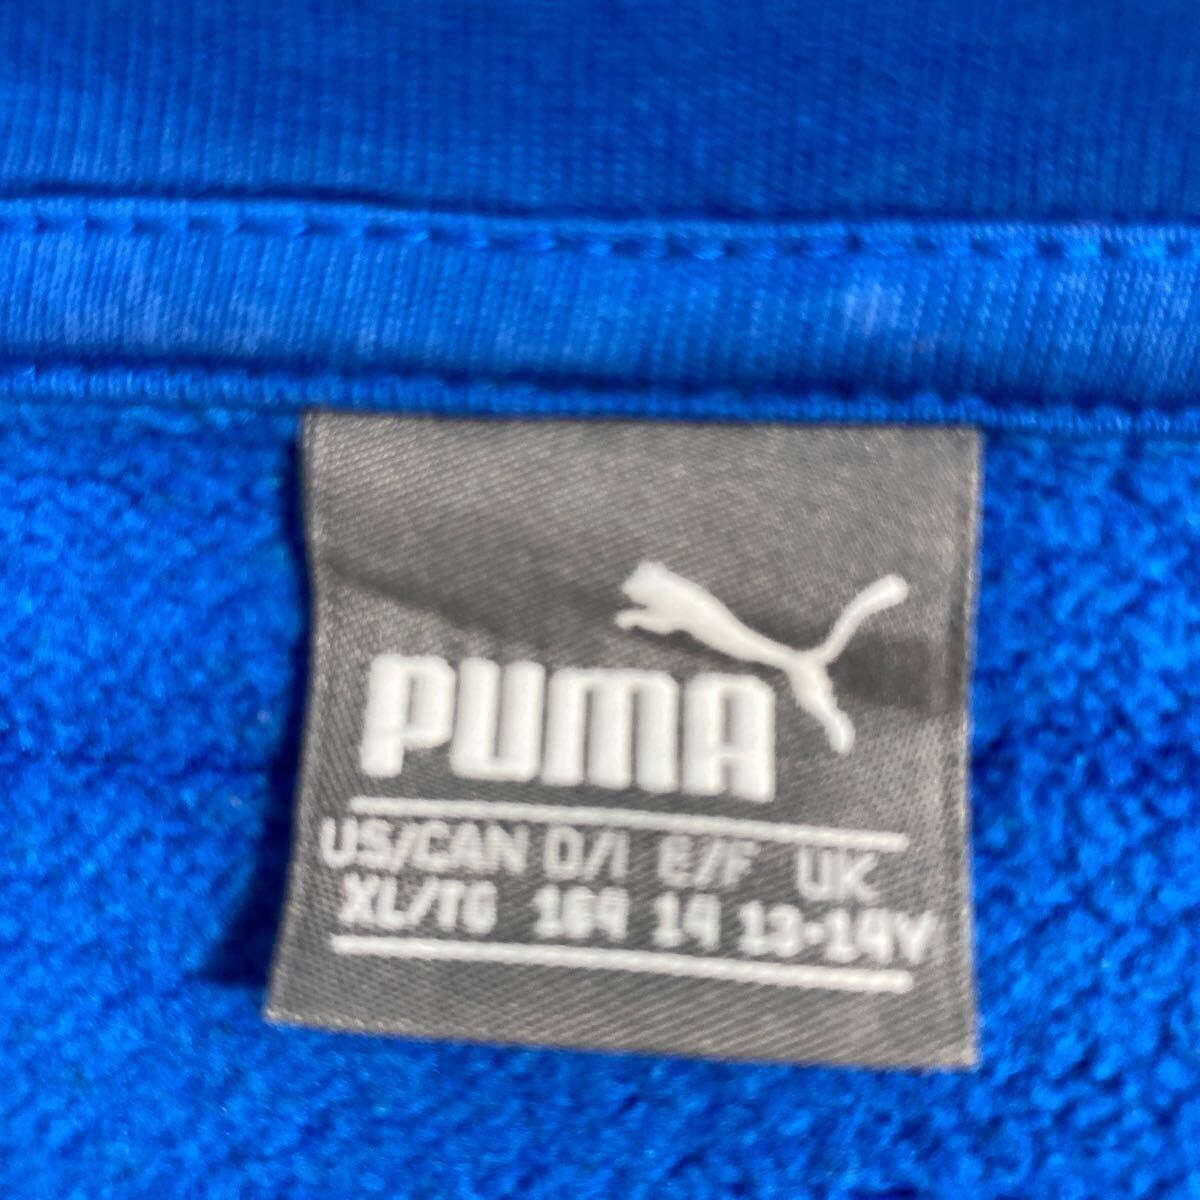 PUMA
US/CAN D/I E/F UK
XL/TG 164 14 13-14Y